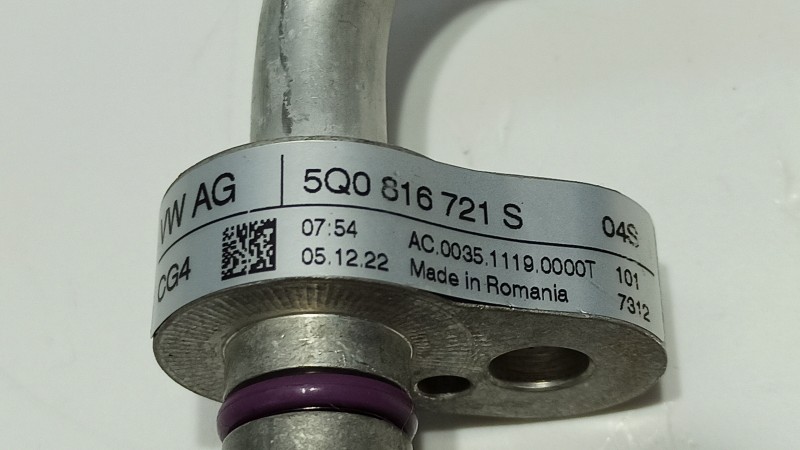 VW AG 5Q0 816 721 S 04S
CG4 07:54 AC.0035.1119.0000T 101
05.12.22 Made in Romania 7312